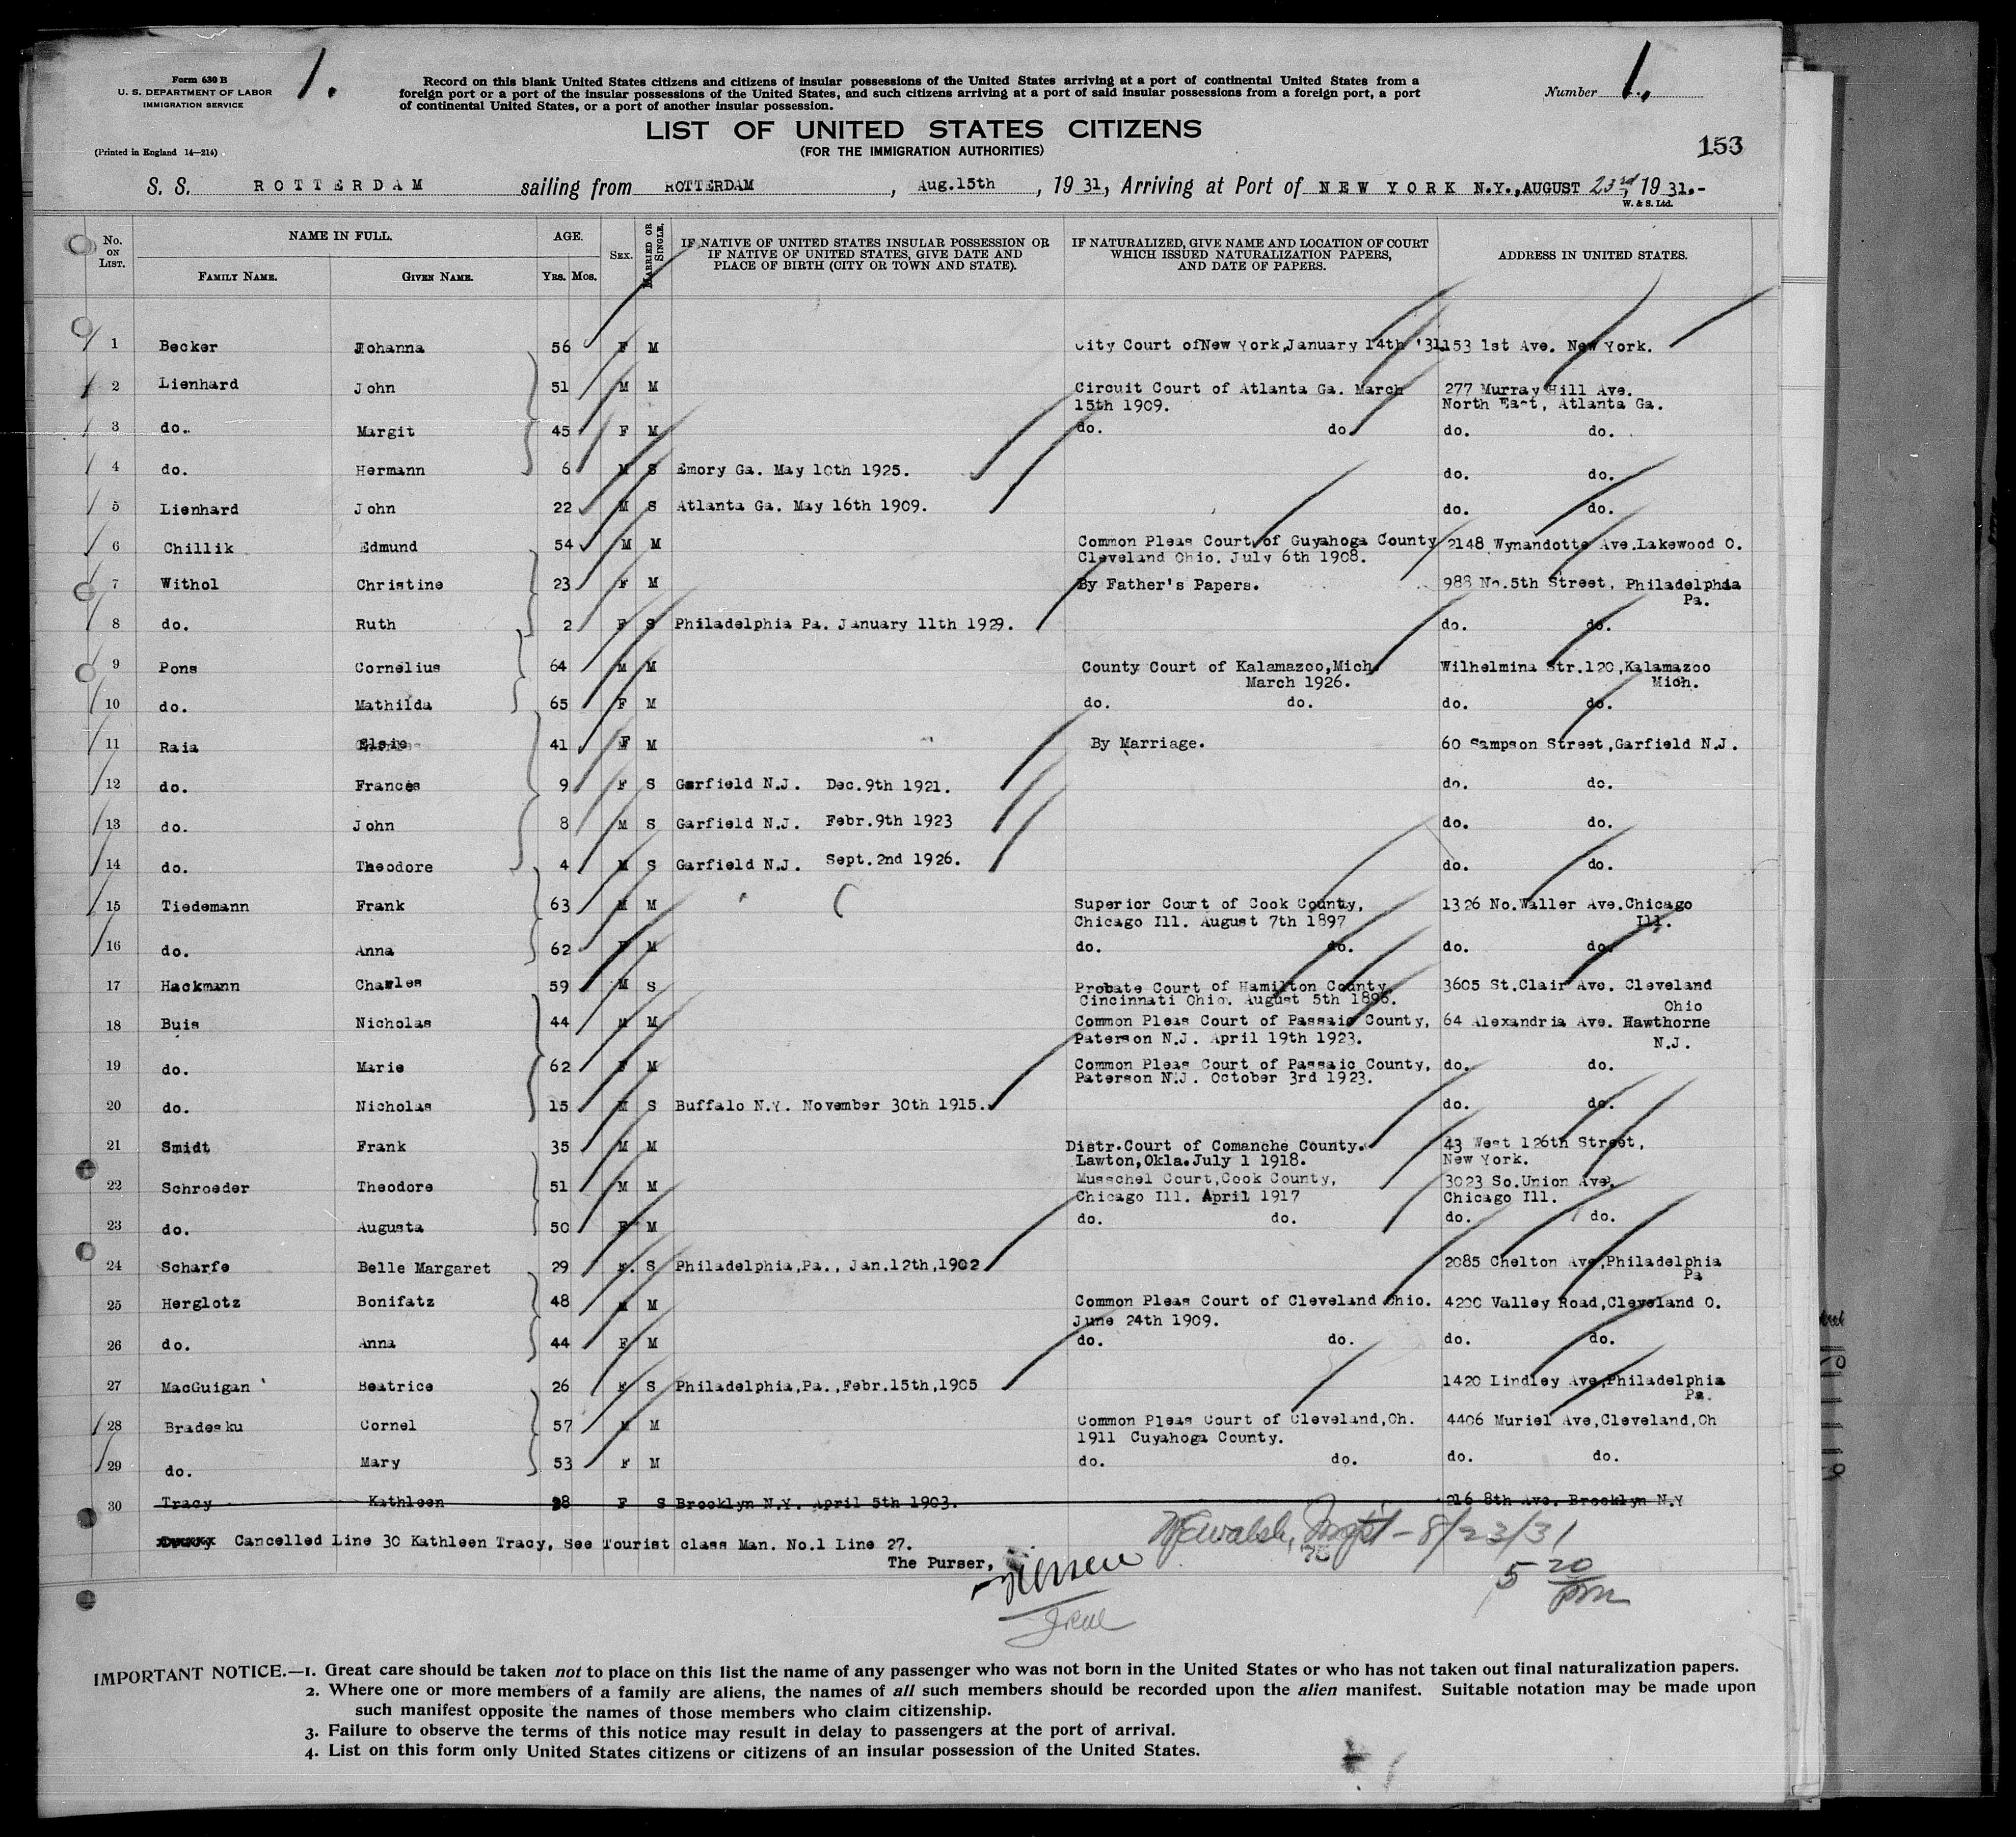 Form 630 B
U. S. DEPARTMENT OF LABOR
IMMIGRATION SERVICE
(Printed in England 14—214)
1.
Record on this blank United States citizens and citizens of insular possessions of the United States arriving at a port of continental United States from a
foreign port or a port of the insular possessions of the United States, and such citizens arriving at a port of said insular possessions from a foreign port, a port
of continental United States, or a port of another insular possession.
Number 1.
LIST OF UNITED STATES CITIZENS
(FOR THE IMMIGRATION AUTHORITIES)
153
S. S. ROTTERDAM sailing from ROTTERDAM, Aug.15th, 19 31, Arriving at Port of NEW YORK N.Y., AUGUST 23rd, 19 31.-
W. & S. Ltd.
No. ON LIST. NAME IN FULL. AGE. SEX. MARRIED OR SINGLE. IF NATIVE OF UNITED STATES INSULAR POSSESSION OR IF NATIVE OF UNITED STATES, GIVE DATE AND PLACE OF BIRTH (CITY OR TOWN AND STATE). IF NATURALIZED, GIVE NAME AND LOCATION OF COURT WHICH ISSUED NATURALIZATION PAPERS, AND DATE OF PAPERS. ADDRESS IN UNITED STATES.
FAMILY NAME. GIVEN NAME. YRS. MOS.
1 Becker Johanna 56 F M City Court ofNew York,January 14th '31 1153 1st Ave. New York.
2 Lienhard John 51 M M Circuit Court of Atlanta Ga. March 277 Murray Hill Ave.
15th 1909. North East, Atlanta Ga.
3 do. Margit 45 F M do. do. do. do.
4 do. Hermann 6 M S Emory Ga. May 10th 1925. do. do.
5 Lienhard John 22 M S Atlanta Ga. May 16th 1909. do. do.
6 Chillik Edmund 54 M M Common Pleas Court of Guyahoga County 2148 Wynandotte Ave.Lakewood O.
Cleveland Ohio. July 6th 1908.
7 Withol Christine 23 F M By Father's Papers. 988 No.5th Street, Philadelphia
Pa.
8 do. Ruth 2 F S Philadelphia Pa. January 11th 1929. do. do.
9 Pons Cornelius 64 M M County Court of Kalamazoo,Mich. Wilhelmina Str.120,Kalamazoo
March 1926. Mich.
10 do. Mathilda 65 F M do. do. do. do.
11 Raia Elsie 41 F M By Marriage. 60 Sampson Street,Garfield N.J.
12 do. Frances 9 F S Garfield N.J. Dec.9th 1921. do. do.
13 do. John 8 M S Garfield N.J. Febr.9th 1923 do. do.
14 do. Theodore 4 M S Garfield N.J. Sept.2nd 1926. do. do.
15 Tiedemann Frank 63 M M Superior Court of Cook County, 1326 No.Waller Ave.Chicago
Chicago Ill. August 7th 1897 Ill.
16 do. Anna 62 F M do. do. do. do.
17 Hackmann Charles 59 M S Probate Court of Hamilton County, 3605 St.Clair Ave. Cleveland
Cincinnati Ohio. August 5th 1896. Ohio
18 Buis Nicholas 44 M M Common Pleas Court of Passaic County, 64 Alexandria Ave. Hawthorne
Paterson N.J. April 19th 1923. N.J.
19 do. Marie 62 F M Common Pleas Court of Passaic County, do. do.
Paterson N.J. October 3rd 1923.
20 do. Nicholas 15 M S Buffalo N.Y. November 30th 1915. do. do.
21 Smidt Frank 35 M M Distr.Court of Comanche County. 43 West 126th Street,
Lawton,Okla.July 1 1918. New York.
22 Schroeder Theodore 51 M M Musschel Court,Cook County, 3023 So.Union Ave.
Chicago Ill. April 1917 Chicago Ill.
23 do. Augusta 50 F M do. do. do. do.
24 Scharfe Belle Margaret 29 F. S Philadelphia,Pa., Jan.12th,1902 2085 Chelton Ave,Philadelphia
Pa
25 Herglotz Bonifatz 48 M M Common Pleas Court of Cleveland Ohio. 4200 Valley Road,Cleveland O.
June 24th 1909.
26 do. Anna 44 F M do. do. do. do.
27 MacGuigan Beatrice 26 F S Philadelphia,Pa.,Febr.15th,1905 1420 Lindley Ave,Philadelphia
Pa.
28 Bradesku Cornel 57 M M Common Pleas Court of Cleveland,Oh. 4406 Muriel Ave,Cleveland,Oh
1911 Cuyahoga County.
29 do. Mary 53 F M do. do. do. do.
30 Tracy Kathleen 28 F S Brooklyn N.Y. April 5th 1903. 216 8th Ave. Brooklyn N.Y
Cancelled Line 30 Kathleen Tracy, see Tourist class Man. No.1 Line 27.
The Purser,
8/23/31
5 20 pm
IMPORTANT NOTICE.—1. Great care should be taken not to place on this list the name of any passenger who was not born in the United States or who has not taken out final naturalization papers.
2. Where one or more members of a family are aliens, the names of all such members should be recorded upon the alien manifest. Suitable notation may be made upon
such manifest opposite the names of those members who claim citizenship.
3. Failure to observe the terms of this notice may result in delay to passengers at the port of arrival.
4. List on this form only United States citizens or citizens of an insular possession of the United States.